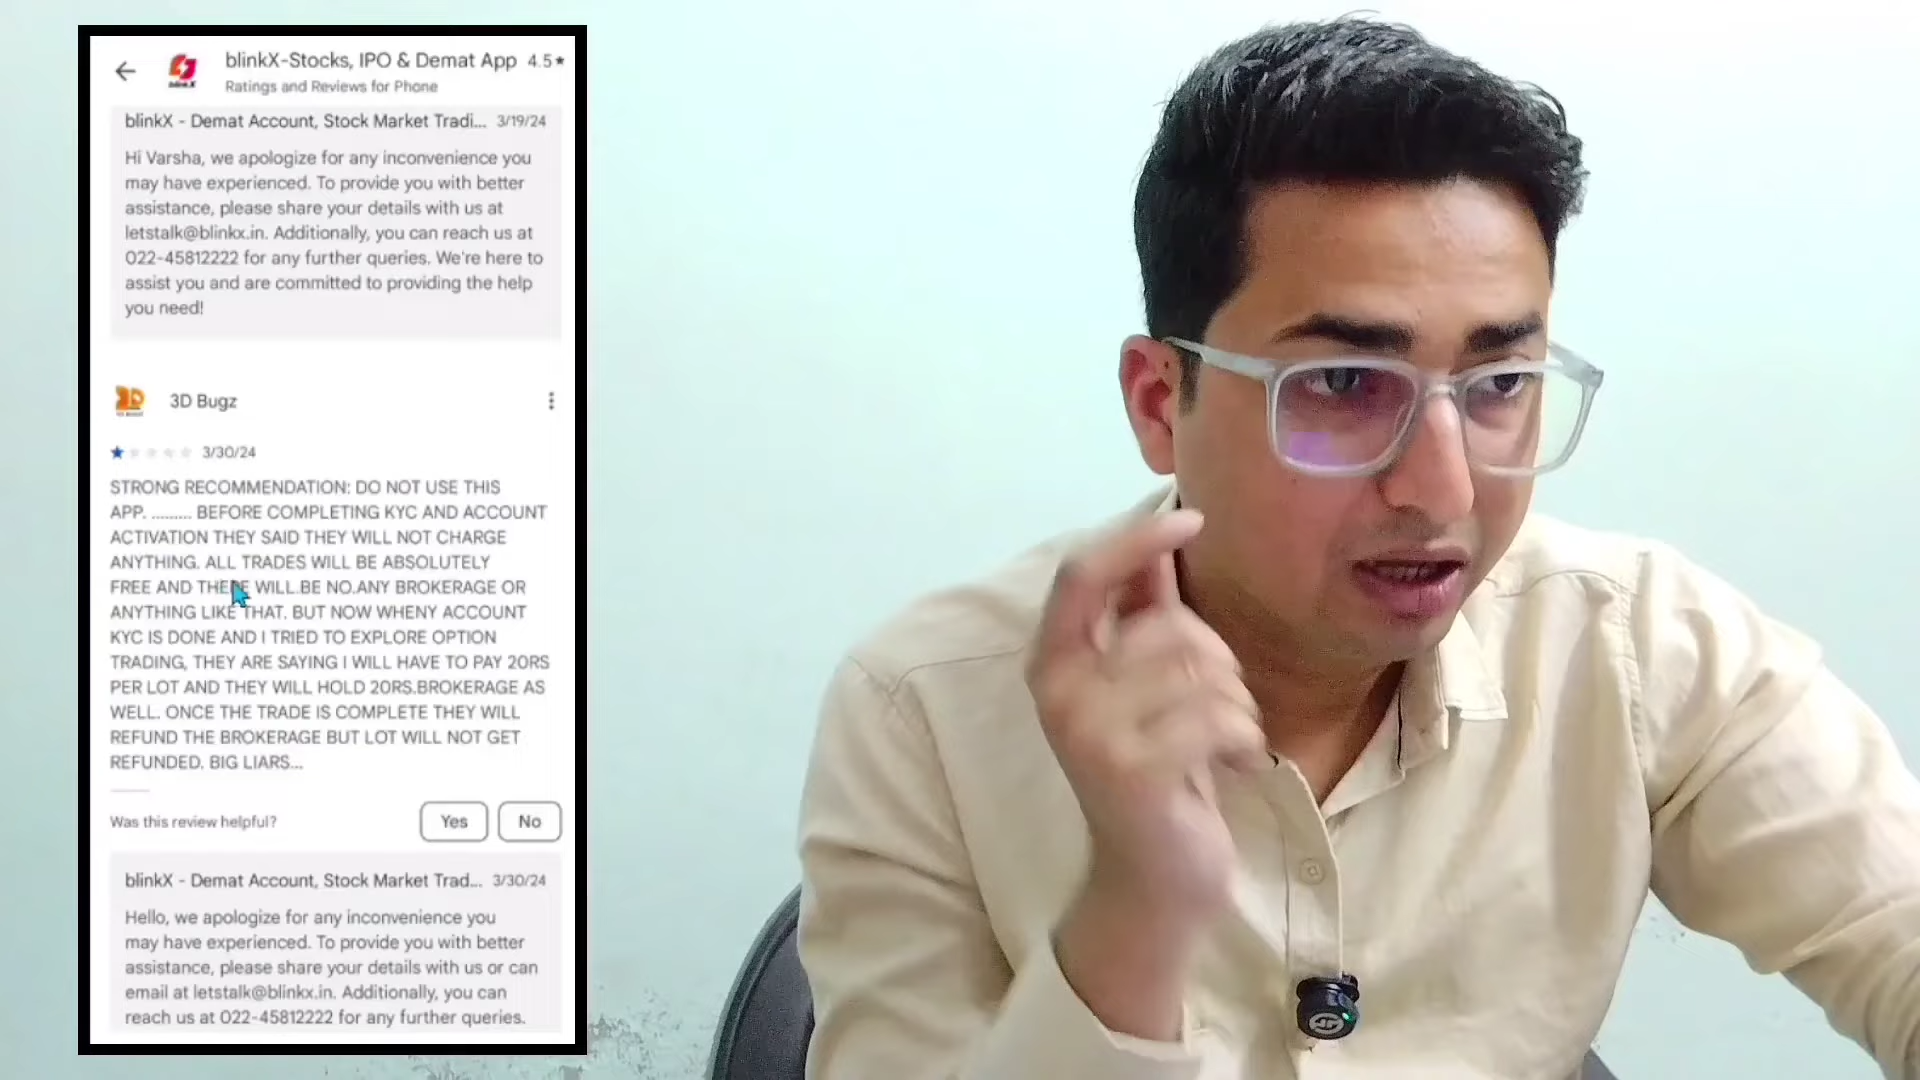 blinkX-Stocks, IPO & Demat App 4.5★
Ratings and Reviews for Phone
blinkX - Demat Account, Stock Market Tradi... 3/19/24
Hi Varsha, we apologize for any inconvenience you
may have experienced. To provide you with better
assistance, please share your details with us at
letstalk@blinkx.in. Additionally, you can reach us at
022-45812222 for any further queries. We're here to
assist you and are committed to providing the help
you need!
3D Bugz
3/30/24
STRONG RECOMMENDATION: DO NOT USE THIS
APP. ......... BEFORE COMPLETING KYC AND ACCOUNT
ACTIVATION THEY SAID THEY WILL NOT CHARGE
ANYTHING. ALL TRADES WILL BE ABSOLUTELY
FREE AND THERE WILL.BE NO.ANY BROKERAGE OR
ANYTHING LIKE THAT. BUT NOW WHENY ACCOUNT
KYC IS DONE AND I TRIED TO EXPLORE OPTION
TRADING, THEY ARE SAYING I WILL HAVE TO PAY 20RS
PER LOT AND THEY WILL HOLD 20RS.BROKERAGE AS
WELL. ONCE THE TRADE IS COMPLETE THEY WILL
REFUND THE BROKERAGE BUT LOT WILL NOT GET
REFUNDED. BIG LIARS...
Was this review helpful? Yes No
blinkX - Demat Account, Stock Market Trad... 3/30/24
Hello, we apologize for any inconvenience you
may have experienced. To provide you with better
assistance, please share your details with us or can
email at letstalk@blinkx.in. Additionally, you can
reach us at 022-45812222 for any further queries.